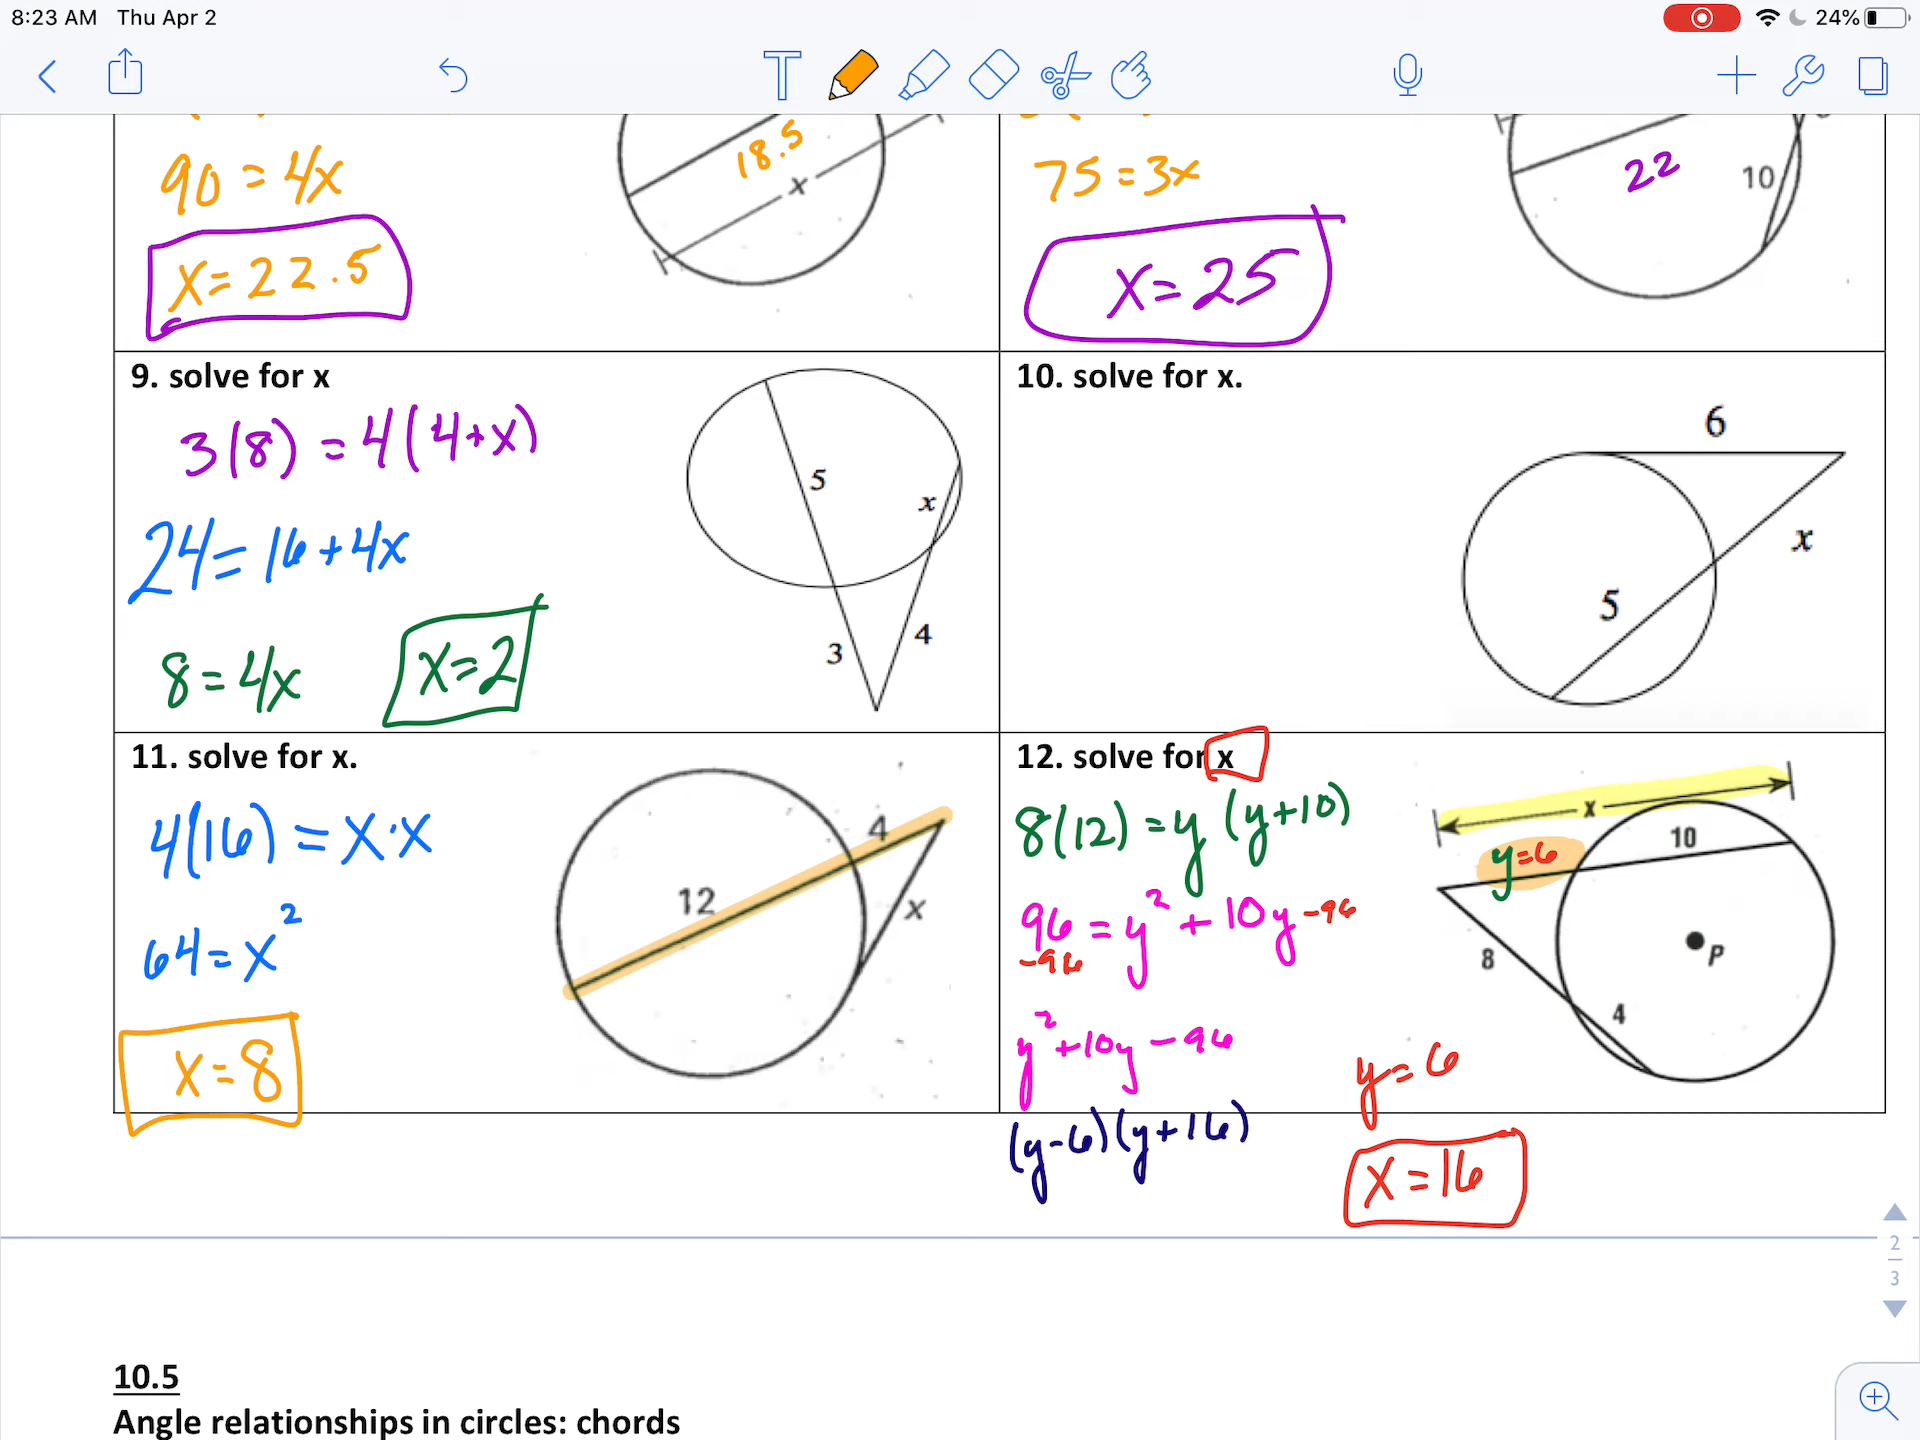 8:23 AM Thu Apr 2
24%
T
90 = 4x
x = 22.5
18.5
x
75 = 3x
x = 25
22
10
9. solve for x
3(8) = 4(4+x)
24 = 16 + 4x
8 = 4x
x = 2
5
x
3
4
10. solve for x.
6
x
5
11. solve for x.
4(16) = x·x
64 = x²
x = 8
4
12
x
12. solve for x
8(12) = y (y+10)
96 = y² + 10y -96
-96
y² + 10y - 96
(y-6)(y+16)
y = 6
x = 16
x
10
y=6
P
8
4
2
3
10.5
Angle relationships in circles: chords